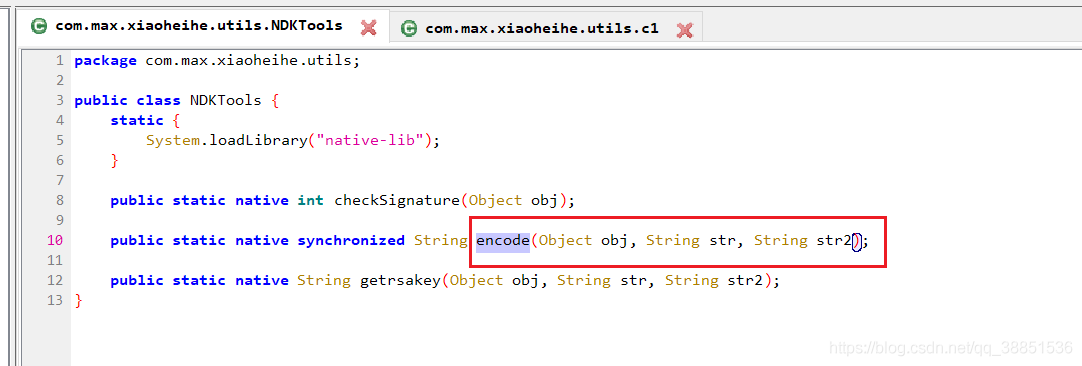 com.max.xiaoheihe.utils.NDKTools com.max.xiaoheihe.utils.c1
1 package com.max.xiaoheihe.utils;
2
3 public class NDKTools {
4 static {
5 System.loadLibrary("native-lib");
6 }
7
8 public static native int checkSignature(Object obj);
9
10 public static native synchronized String encode(Object obj, String str, String str2);
11
12 public static native String getrsakey(Object obj, String str, String str2);
13 }
https://blog.csdn.net/qq_38851536